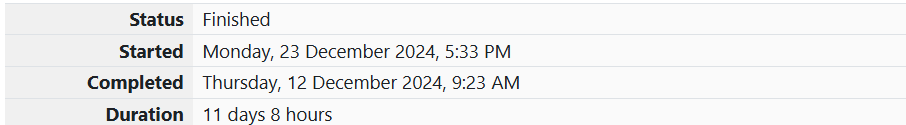 Status Finished
Started Monday, 23 December 2024, 5:33 PM
Completed Thursday, 12 December 2024, 9:23 AM
Duration 11 days 8 hours